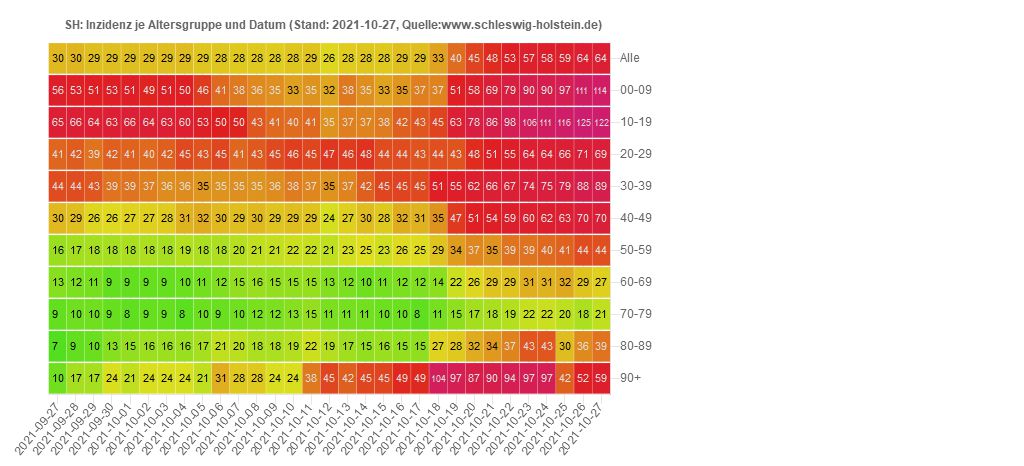 SH: Inzidenz je Altersgruppe und Datum (Stand: 2021-10-27, Quelle:www.schleswig-holstein.de)
30 30 29 29 29 29 29 29 29 28 28 28 28 28 29 26 28 28 28 29 29 33 40 45 48 53 57 58 59 64 64 Alle
56 53 51 53 51 49 51 50 46 41 38 36 35 33 35 32 38 35 33 35 37 37 51 58 69 79 90 90 97 111 114 00-09
65 66 64 63 66 64 63 60 53 50 50 43 41 40 41 35 37 37 38 42 43 45 63 78 86 98 106 111 116 125 122 10-19
41 42 39 42 41 40 42 45 43 45 41 43 45 46 45 47 46 48 44 44 43 44 43 48 51 55 64 64 66 71 69 20-29
44 44 43 39 39 37 36 36 35 35 35 35 36 38 37 35 37 42 45 45 45 51 55 62 66 67 74 75 79 88 89 30-39
30 29 26 26 27 27 28 31 32 30 29 30 29 29 29 24 27 30 28 32 31 35 47 51 54 59 60 62 63 70 70 40-49
16 17 18 18 18 18 18 19 18 18 20 21 21 22 22 21 23 25 23 26 25 29 34 37 35 39 39 40 41 44 44 50-59
13 12 11 9 9 9 9 10 11 12 15 16 15 15 15 13 12 10 11 12 12 14 22 26 29 29 31 31 32 29 27 60-69
9 10 10 9 8 9 9 8 10 9 10 12 12 13 15 11 11 11 10 10 8 11 15 17 18 19 22 22 20 18 21 70-79
7 9 10 13 15 16 16 16 17 21 20 18 18 19 22 19 17 15 16 15 15 27 28 32 34 37 43 43 30 36 39 80-89
10 17 17 24 21 24 24 24 21 31 28 28 24 24 38 45 42 45 45 49 49 104 97 87 90 94 97 97 42 52 59 90+
2021-09-27 2021-09-28 2021-09-29 2021-09-30 2021-10-01 2021-10-02 2021-10-03 2021-10-04 2021-10-05 2021-10-06 2021-10-07 2021-10-08 2021-10-09 2021-10-10 2021-10-11 2021-10-12 2021-10-13 2021-10-14 2021-10-15 2021-10-16 2021-10-17 2021-10-18 2021-10-19 2021-10-20 2021-10-21 2021-10-22 2021-10-23 2021-10-24 2021-10-25 2021-10-26 2021-10-27